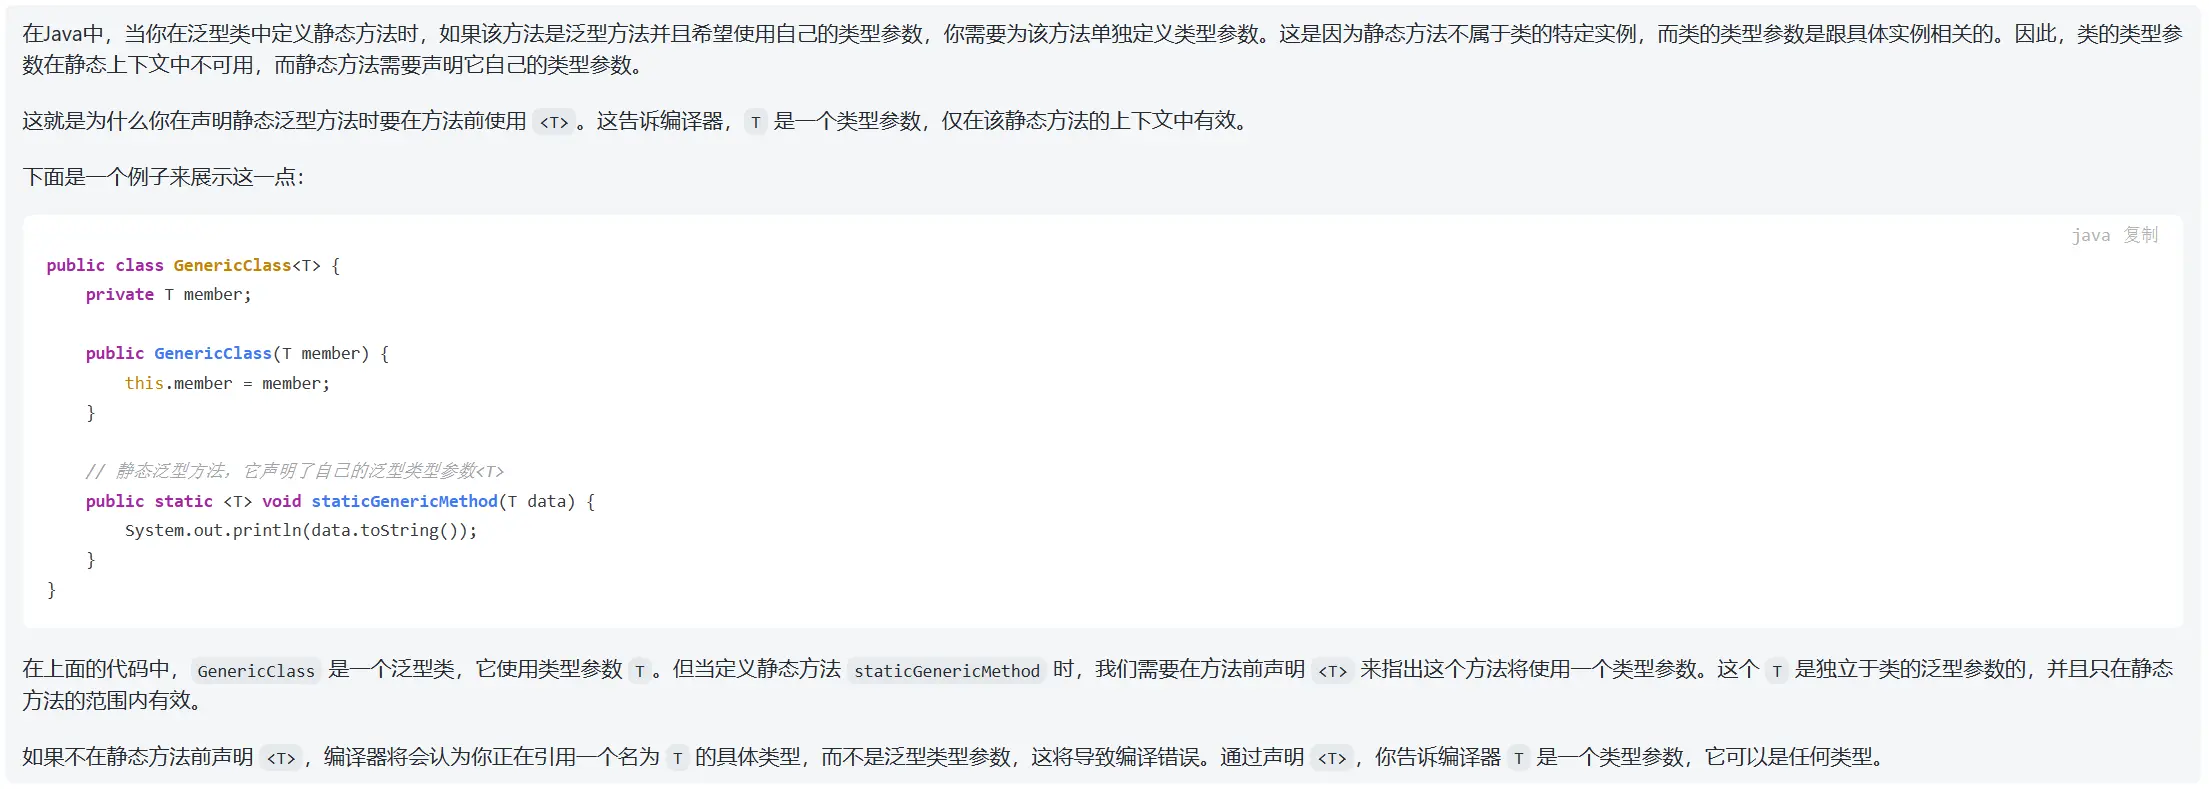 在Java中，当你在泛型类中定义静态方法时，如果该方法是泛型方法并且希望使用自己的类型参数，你需要为该方法单独定义类型参数。这是因为静态方法不属于类的特定实例，而类的类型参数是跟具体实例相关的。因此，类的类型参
数在静态上下文中不可用，而静态方法需要声明它自己的类型参数。
这就是为什么你在声明静态泛型方法时要在方法前使用 <T>。这告诉编译器，T 是一个类型参数，仅在该静态方法的上下文中有效。
下面是一个例子来展示这一点：
java 复制
public class GenericClass<T> {
    private T member;
    public GenericClass(T member) {
        this.member = member;
    }
    // 静态泛型方法，它声明了自己的泛型类型参数<T>
    public static <T> void staticGenericMethod(T data) {
        System.out.println(data.toString());
    }
}
在上面的代码中，GenericClass 是一个泛型类，它使用类型参数 T。但当定义静态方法 staticGenericMethod 时，我们需要在方法前声明 <T> 来指出这个方法将使用一个类型参数。这个 T 是独立于类的泛型参数的，并且只在静态
方法的范围内有效。
如果不在静态方法前声明 <T>，编译器将会认为你正在引用一个名为 T 的具体类型，而不是泛型类型参数，这将导致编译错误。通过声明 <T>，你告诉编译器 T 是一个类型参数，它可以是任何类型。